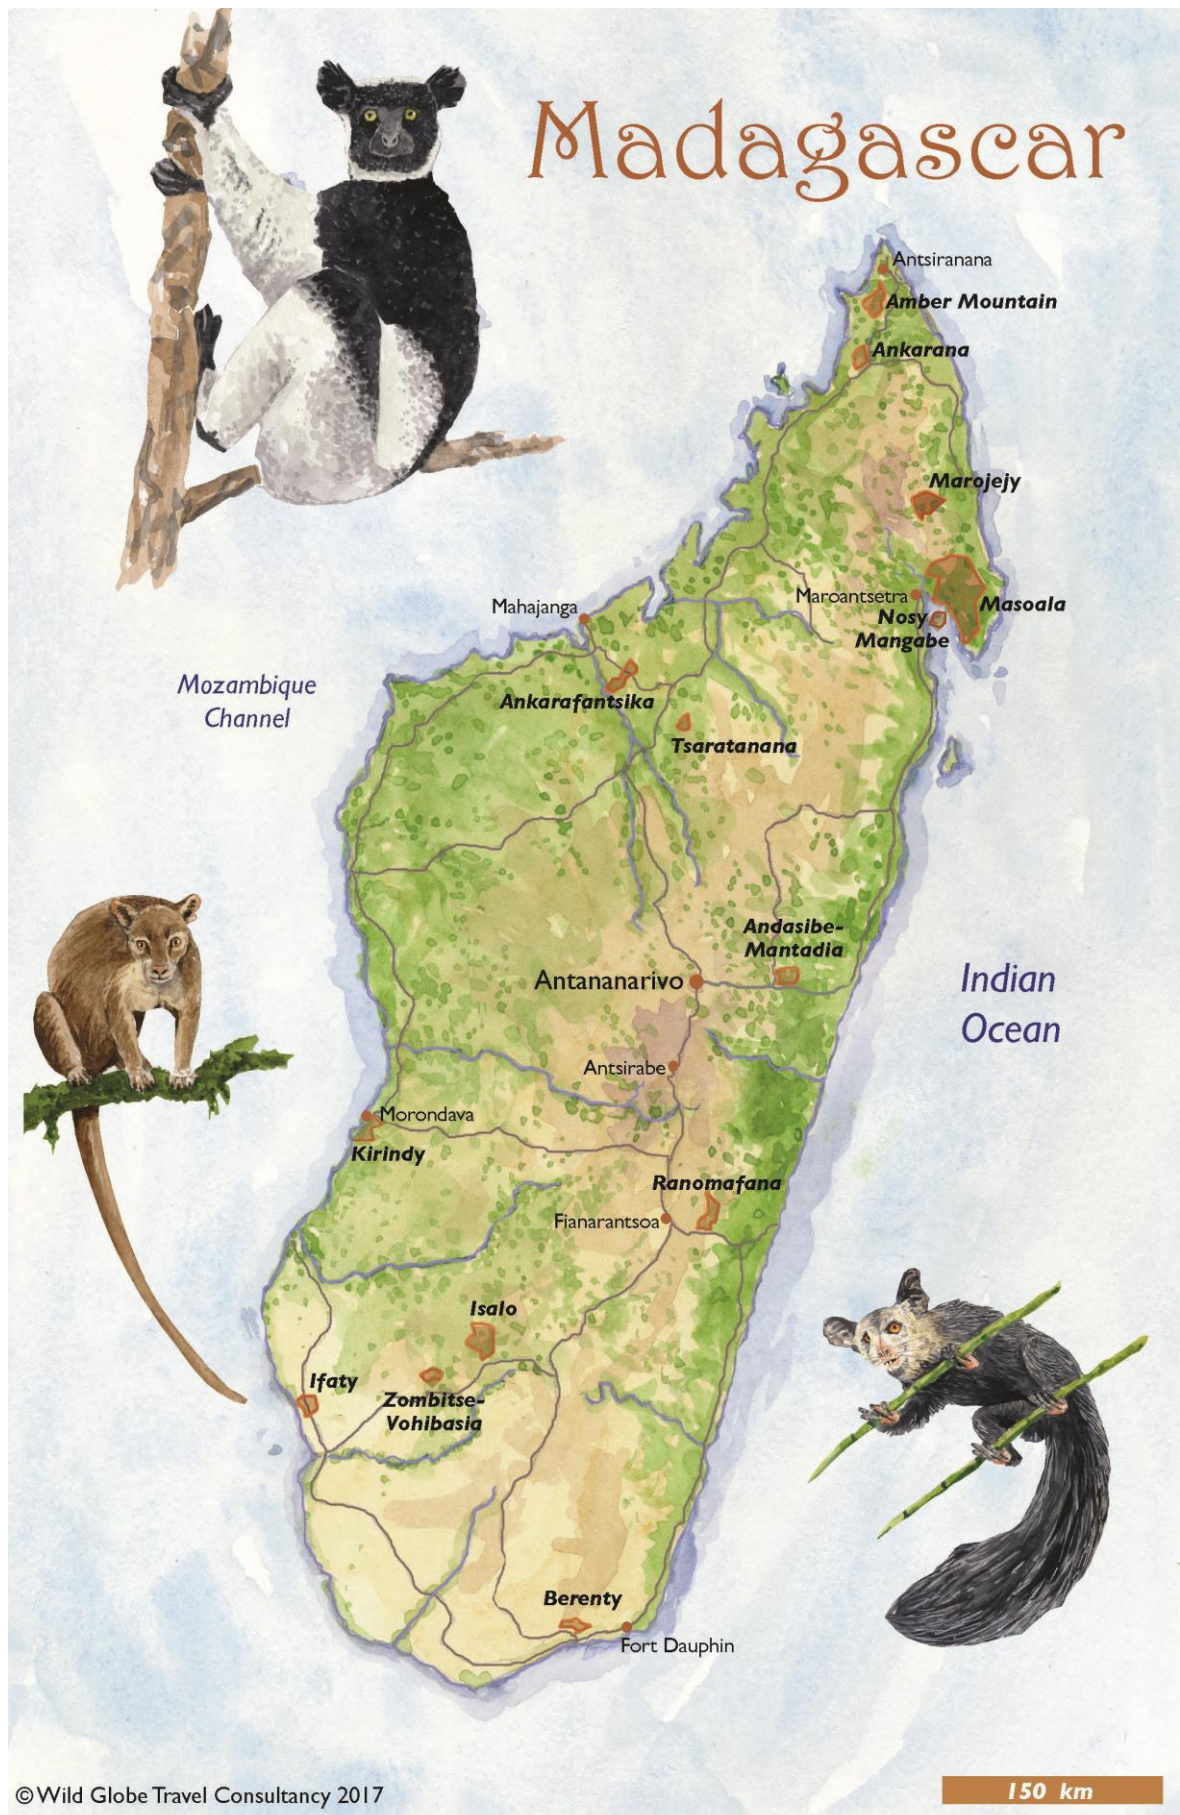 Madagascar
Antsiranana
Amber Mountain
Ankarana
Marojejy
Maroantsetra
Masoala
Nosy
Mangabe
Mahajanga
Mozambique
Channel
Ankarafantsika
Tsaratanana
Andasibe-
Mantadia
Antananarivo
Indian
Ocean
Antsirabe
Morondava
Kirindy
Ranomafana
Fianarantsoa
Isalo
Ifaty
Zombitse-
Vohibasia
Berenty
Fort Dauphin
© Wild Globe Travel Consultancy 2017
150 km